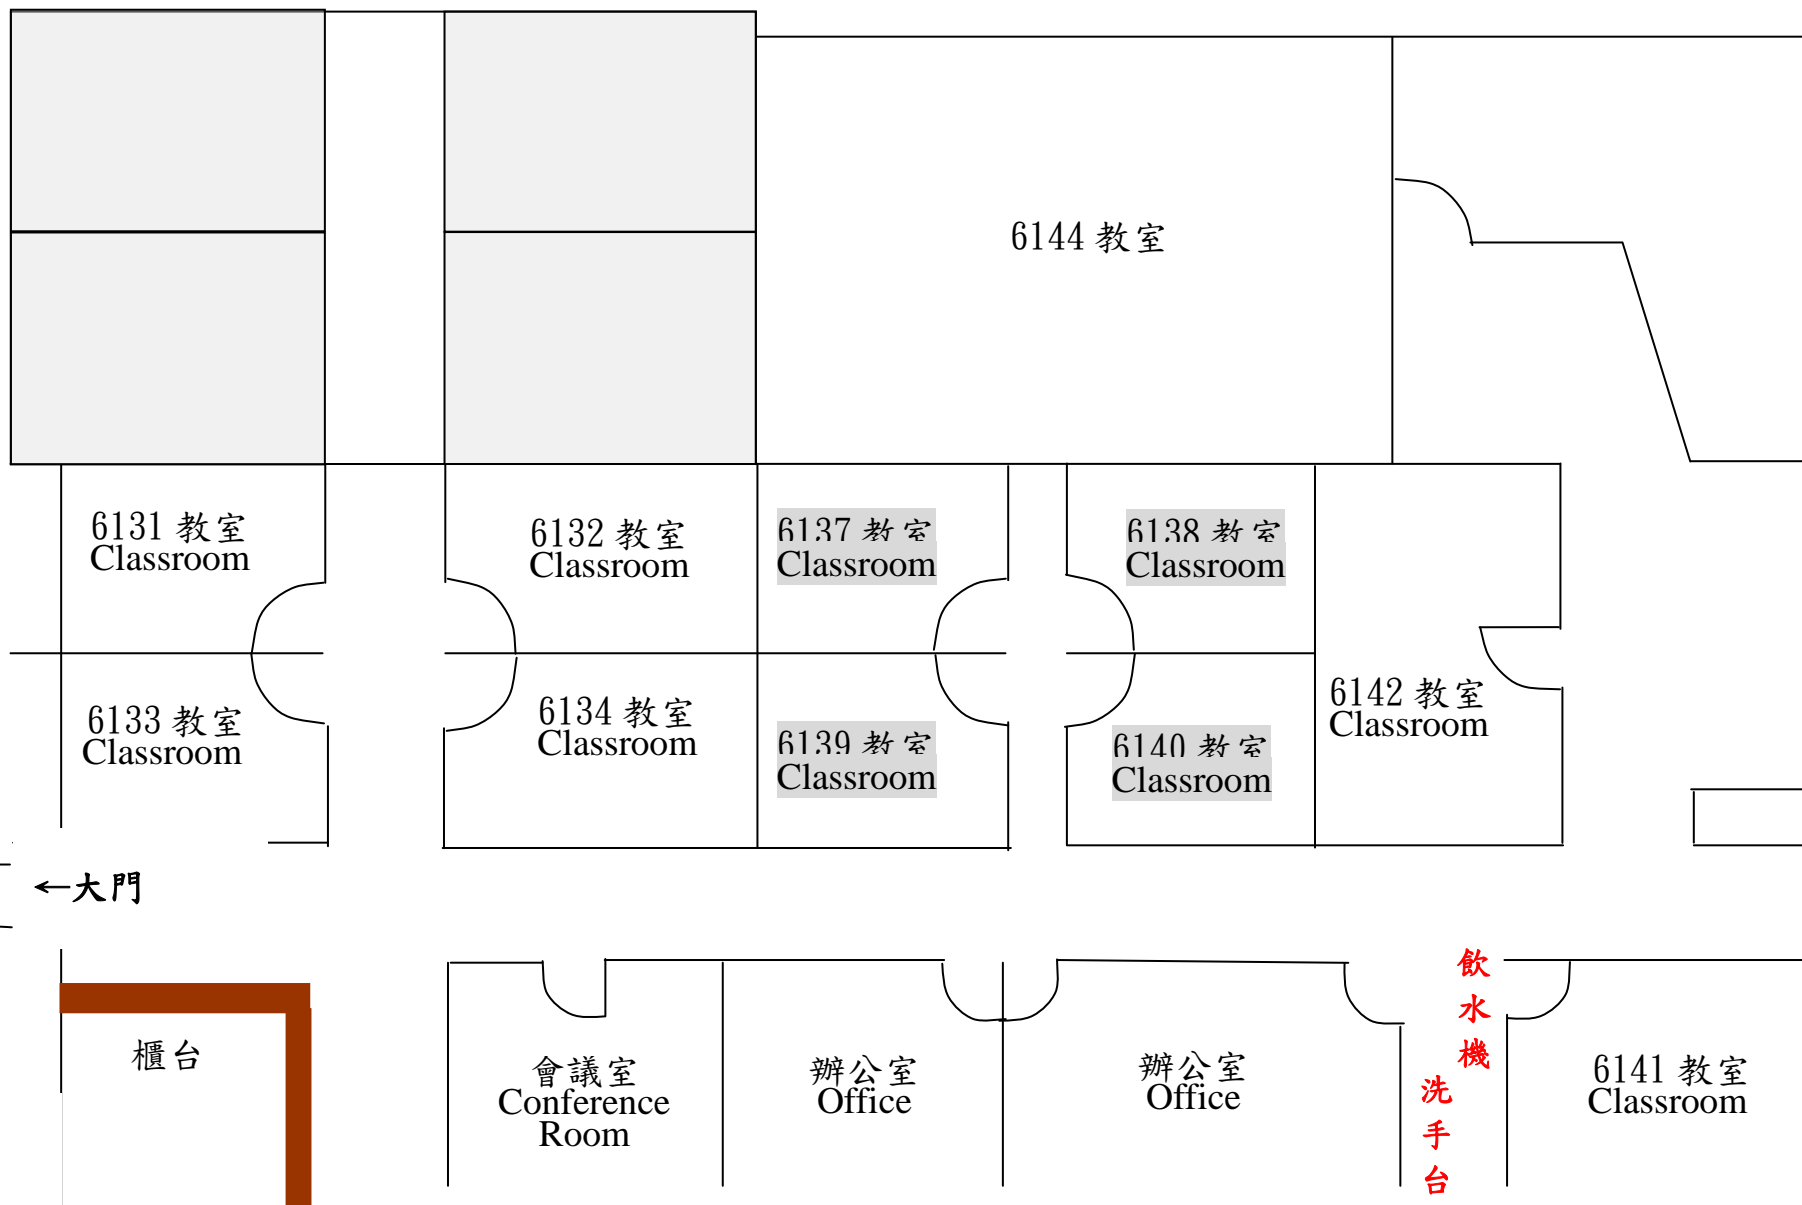 6144 教室
6131 教室
Classroom
6132 教室
Classroom
6137 教室
Classroom
6138 教室
Classroom
6133 教室
Classroom
6134 教室
Classroom
6139 教室
Classroom
6140 教室
Classroom
6142 教室
Classroom
←大門
櫃台
會議室
Conference
Room
辦公室
Office
辦公室
Office
飲水機
洗手台
6141 教室
Classroom